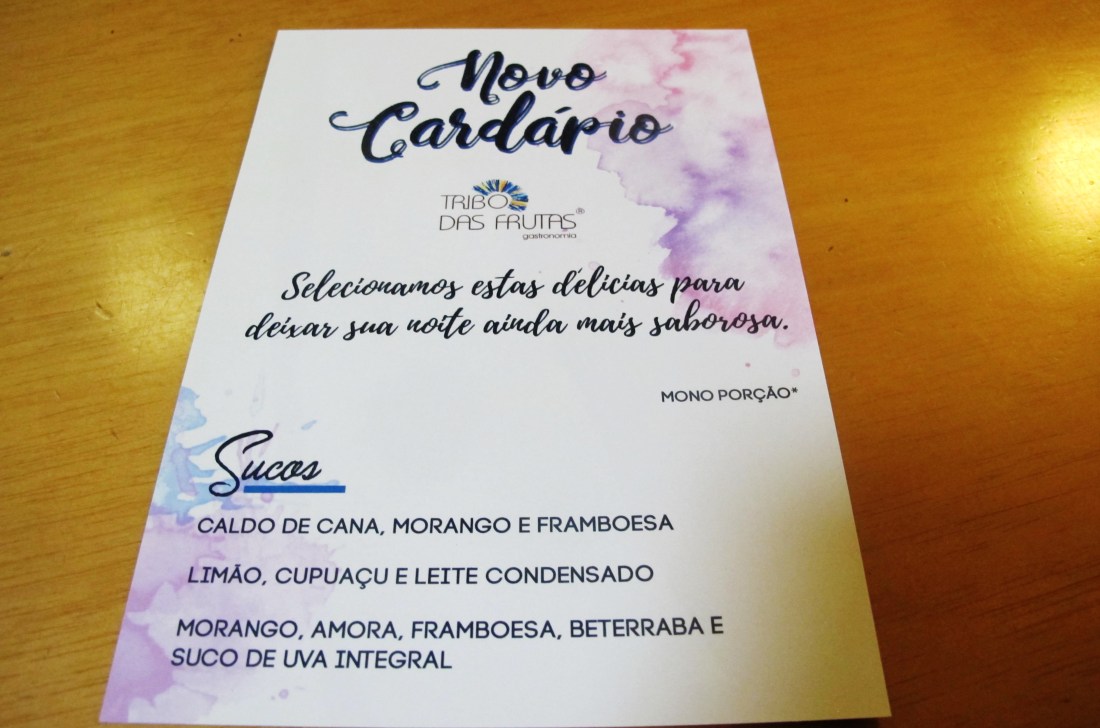 Novo
Cardápio
TRIBO
DAS FRUTAS®
gastronomia
Selecionamos estas délicias para
deixar sua noite ainda mais saborosa.
MONO PORÇÃO*
Sucos
CALDO DE CANA, MORANGO E FRAMBOESA
LIMÃO, CUPUAÇU E LEITE CONDENSADO
MORANGO, AMORA, FRAMBOESA, BETERRABA E
SUCO DE UVA INTEGRAL